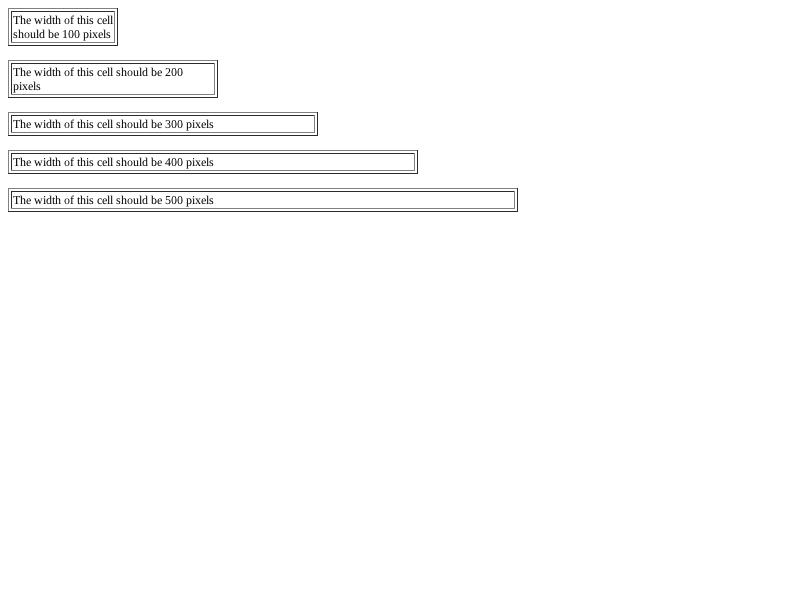 The width of this cell
should be 100 pixels
The width of this cell should be 200
pixels
The width of this cell should be 300 pixels
The width of this cell should be 400 pixels
The width of this cell should be 500 pixels